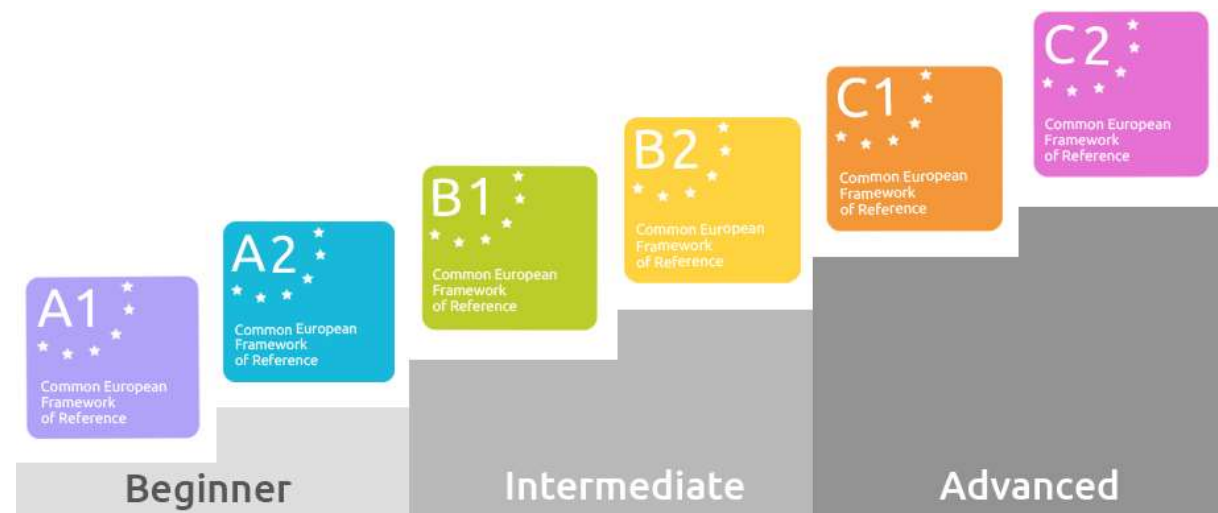 A1
Common European
Framework
of Reference
A2
Common European
Framework
of Reference
B1
Common European
Framework
of Reference
B2
Common European
Framework
of Reference
C1
Common European
Framework
of Reference
C2
Common European
Framework
of Reference
Beginner
Intermediate
Advanced